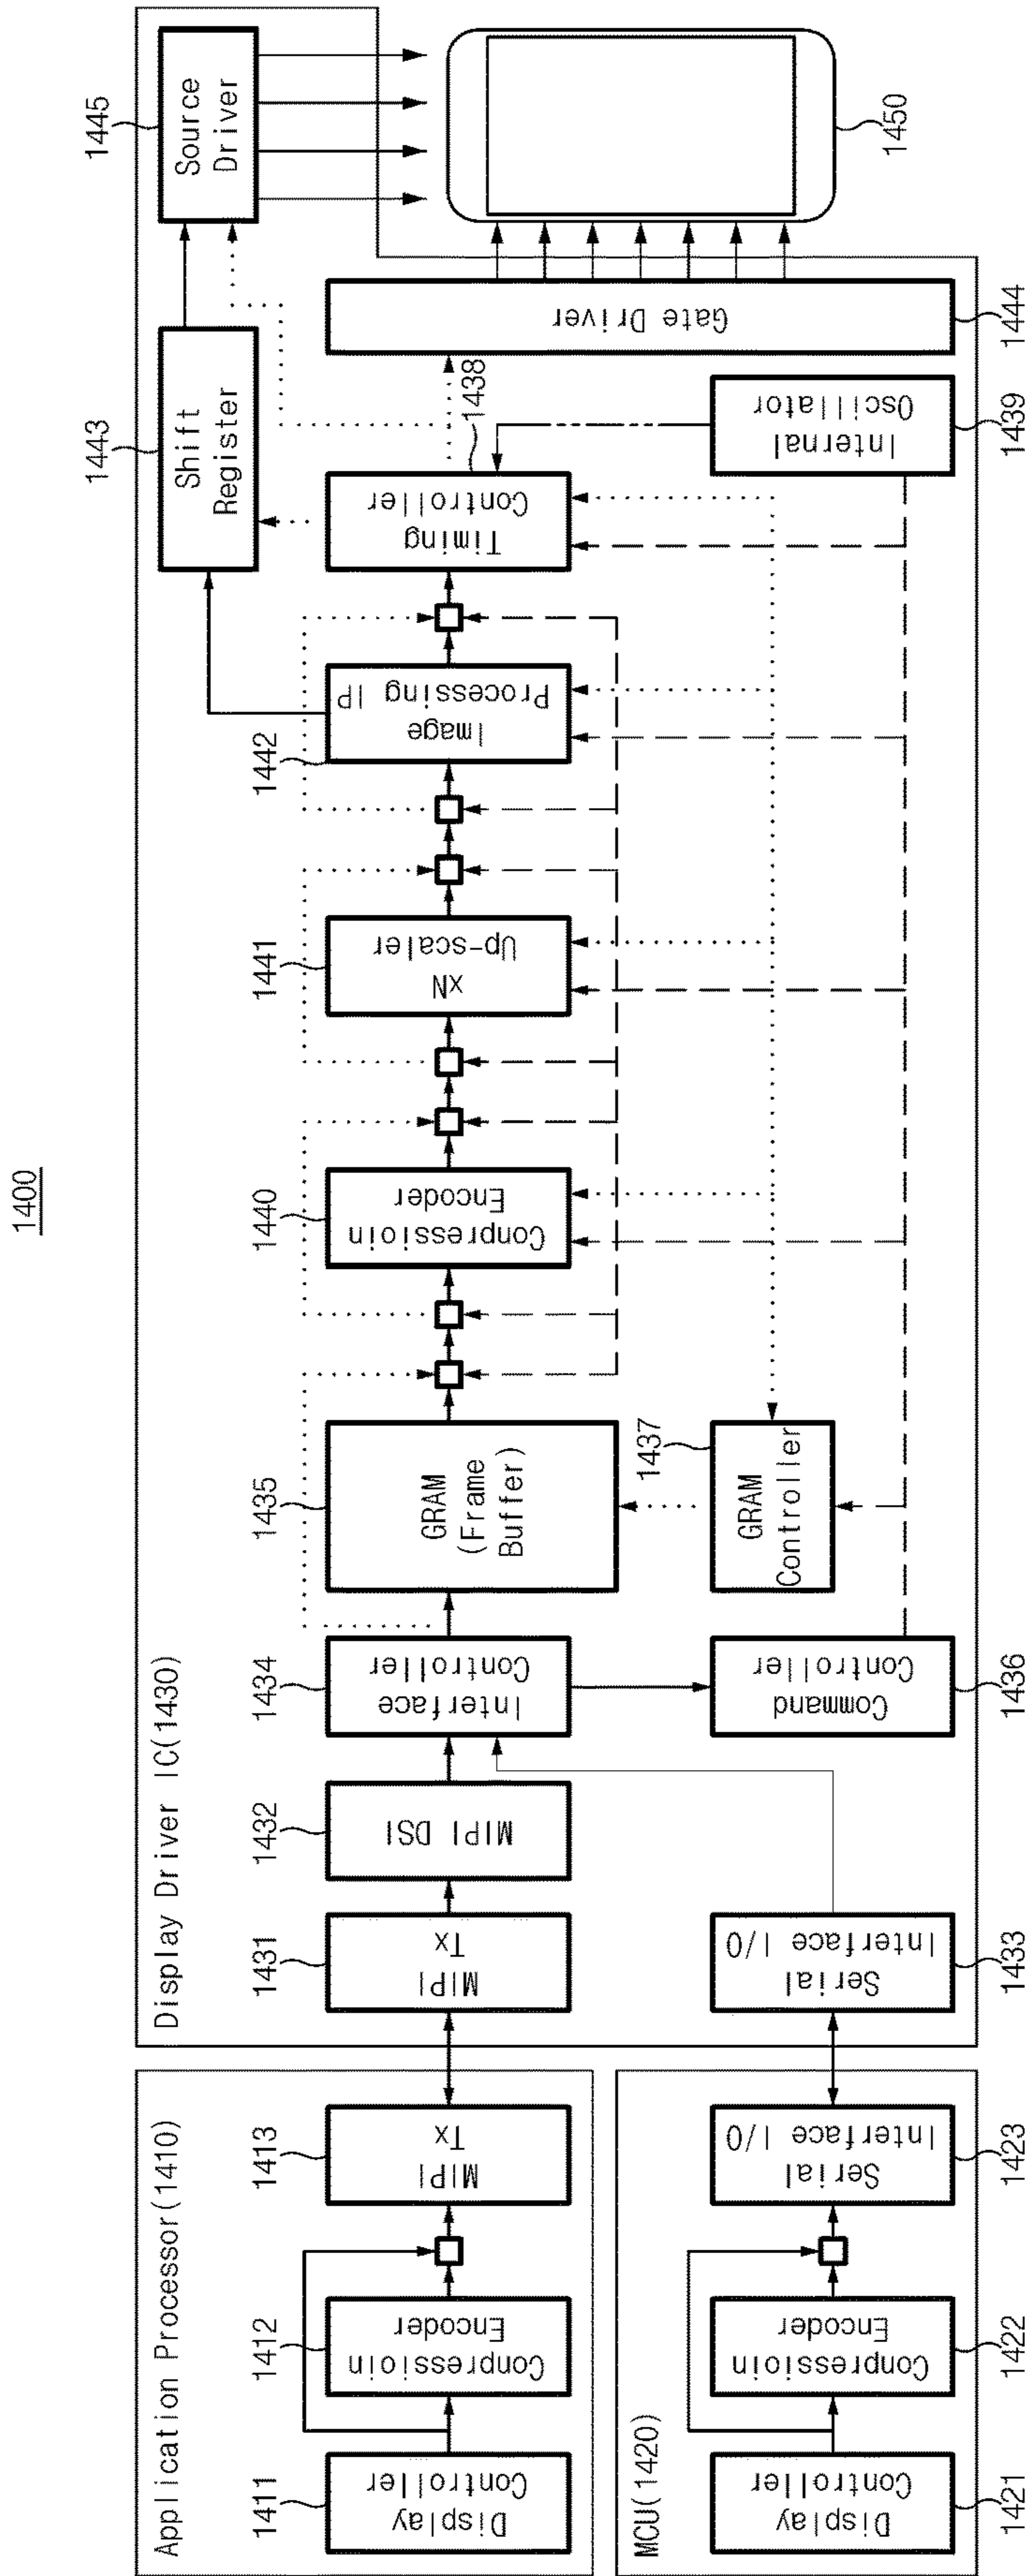 1400
Application Processor(1410)
1411
Display
Controller
1412
Conpressioin
Encoder
1413
MIPI
Tx
MCU(1420)
Display
Controller
1421
Conpressioin
Encoder
1422
Serial
Interface I/O
1423
Display Driver IC(1430)
1431
MIPI
Tx
1432
MIPI DSI
Serial
Interface I/O
1433
1434
Interface
Controller
1435
GRAM
(Frame
Buffer)
Command
Controller
1436
1437
GRAM
Controller
1440
Conpressioin
Encoder
1441
xN
Up-scaler
1442
Image
Processing IP
Timing
Controller
1438
Internal
Oscillator
1439
1443
Shift
Register
Gate Driver
1444
1445
Source
Driver
1450